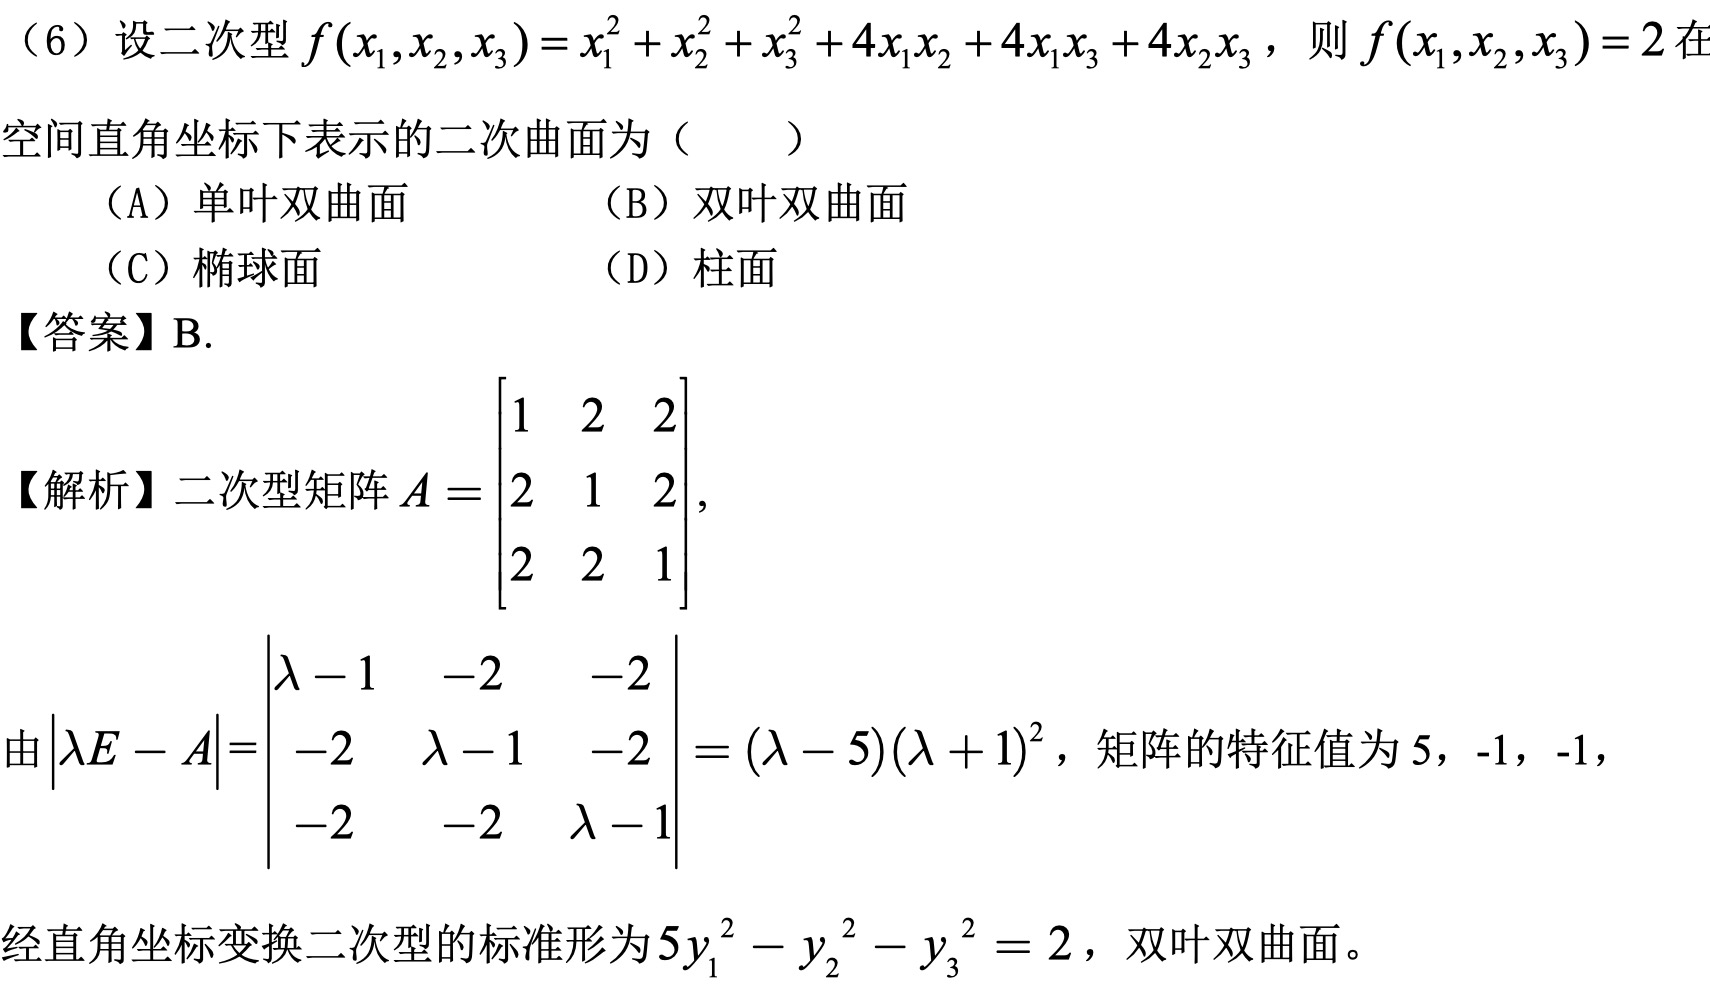 （6）设二次型 $f(x_1,x_2,x_3)=x_1^2+x_2^2+x_3^2+4x_1x_2+4x_1x_3+4x_2x_3$，则 $f(x_1,x_2,x_3)=2$ 在
空间直角坐标下表示的二次曲面为（　　）
（A）单叶双曲面　　（B）双叶双曲面
（C）椭球面　　（D）柱面
【答案】B.
【解析】二次型矩阵 $A=\begin{bmatrix}1&2&2\\2&1&2\\2&2&1\end{bmatrix}$,
由 $|\lambda E-A|=\begin{vmatrix}\lambda-1&-2&-2\\-2&\lambda-1&-2\\-2&-2&\lambda-1\end{vmatrix}=(\lambda-5)(\lambda+1)^2$，矩阵的特征值为 5，-1，-1，
经直角坐标变换二次型的标准形为 $5y_1^2-y_2^2-y_3^2=2$，双叶双曲面。